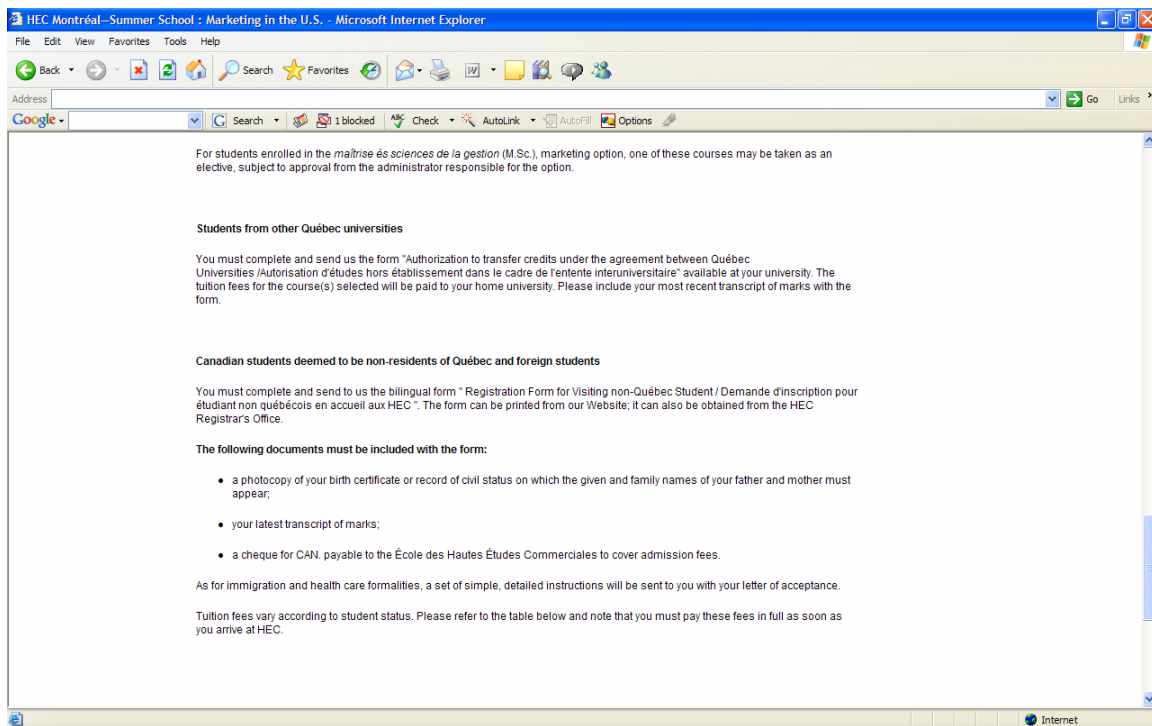 HEC Montréal—Summer School : Marketing in the U.S. - Microsoft Internet Explorer
File Edit View Favorites Tools Help
Back Search Favorites
Address Go Links
Google Search 1 blocked ABC Check AutoLink AutoFill Options
For students enrolled in the maîtrise és sciences de la gestion (M.Sc.), marketing option, one of these courses may be taken as an
elective, subject to approval from the administrator responsible for the option.
Students from other Québec universities
You must complete and send us the form "Authorization to transfer credits under the agreement between Québec
Universities /Autorisation d'études hors établissement dans le cadre de l'entente interuniversitaire" available at your university. The
tuition fees for the course(s) selected will be paid to your home university. Please include your most recent transcript of marks with the
form.
Canadian students deemed to be non-residents of Québec and foreign students
You must complete and send to us the bilingual form " Registration Form for Visiting non-Québec Student / Demande d'inscription pour
étudiant non québécois en accueil aux HEC ". The form can be printed from our Website; it can also be obtained from the HEC
Registrar's Office.
The following documents must be included with the form:
• a photocopy of your birth certificate or record of civil status on which the given and family names of your father and mother must
appear;
• your latest transcript of marks;
• a cheque for CAN. payable to the École des Hautes Études Commerciales to cover admission fees.
As for immigration and health care formalities, a set of simple, detailed instructions will be sent to you with your letter of acceptance.
Tuition fees vary according to student status. Please refer to the table below and note that you must pay these fees in full as soon as
you arrive at HEC.
Internet